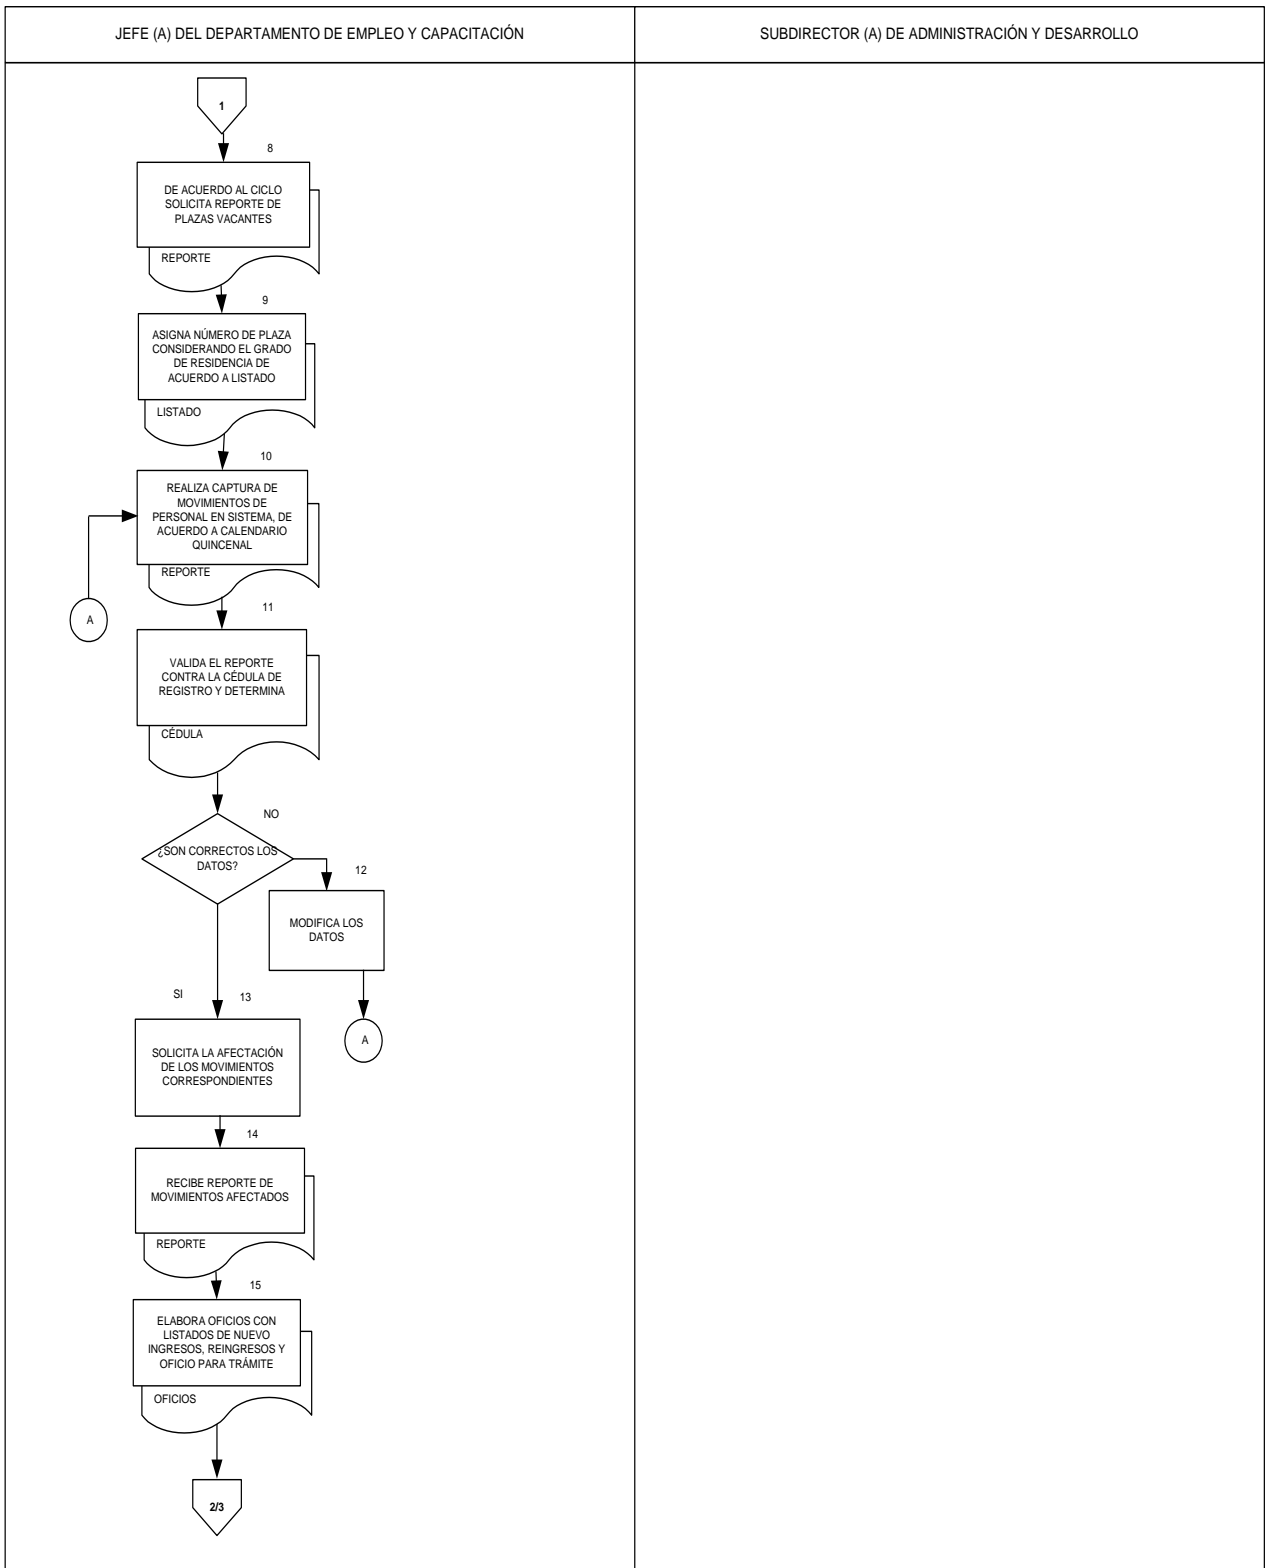 JEFE (A) DEL DEPARTAMENTO DE EMPLEO Y CAPACITACIÓN
SUBDIRECTOR (A) DE ADMINISTRACIÓN Y DESARROLLO
1
8
DE ACUERDO AL CICLO
SOLICITA REPORTE DE
PLAZAS VACANTES
REPORTE
9
ASIGNA NÚMERO DE PLAZA
CONSIDERANDO EL GRADO
DE RESIDENCIA DE
ACUERDO A LISTADO
LISTADO
10
REALIZA CAPTURA DE
MOVIMIENTOS DE
PERSONAL EN SISTEMA, DE
ACUERDO A CALENDARIO
QUINCENAL
REPORTE
A
11
VALIDA EL REPORTE
CONTRA LA CÉDULA DE
REGISTRO Y DETERMINA
CÉDULA
NO
¿SON CORRECTOS LOS
DATOS?
12
MODIFICA LOS
DATOS
A
SI
13
SOLICITA LA AFECTACIÓN
DE LOS MOVIMIENTOS
CORRESPONDIENTES
14
RECIBE REPORTE DE
MOVIMIENTOS AFECTADOS
REPORTE
15
ELABORA OFICIOS CON
LISTADOS DE NUEVO
INGRESOS, REINGRESOS Y
OFICIO PARA TRÁMITE
OFICIOS
2/3